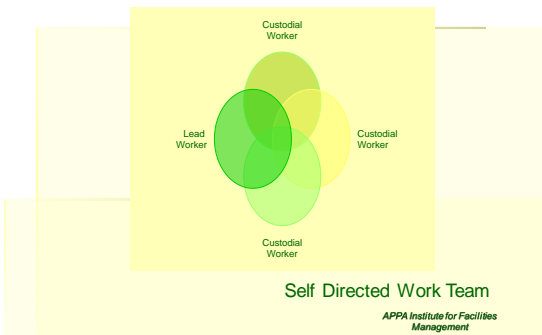 Custodial
Worker
Lead
Worker
Custodial
Worker
Custodial
Worker
Self Directed Work Team
APPA Institute for Facilities
Management